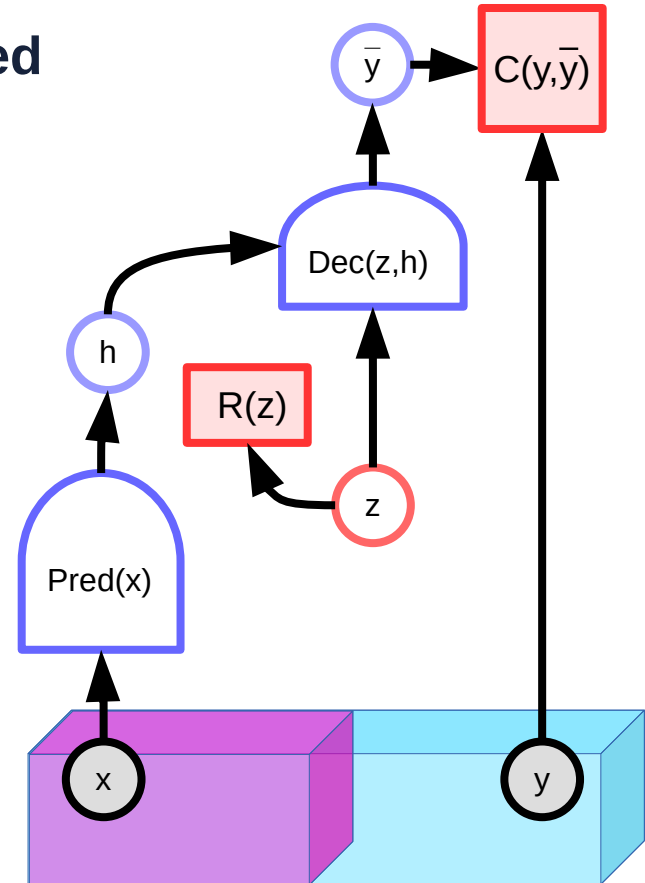 ed
y̅
C(y,y̅)
Dec(z,h)
h
R(z)
z
Pred(x)
x
y